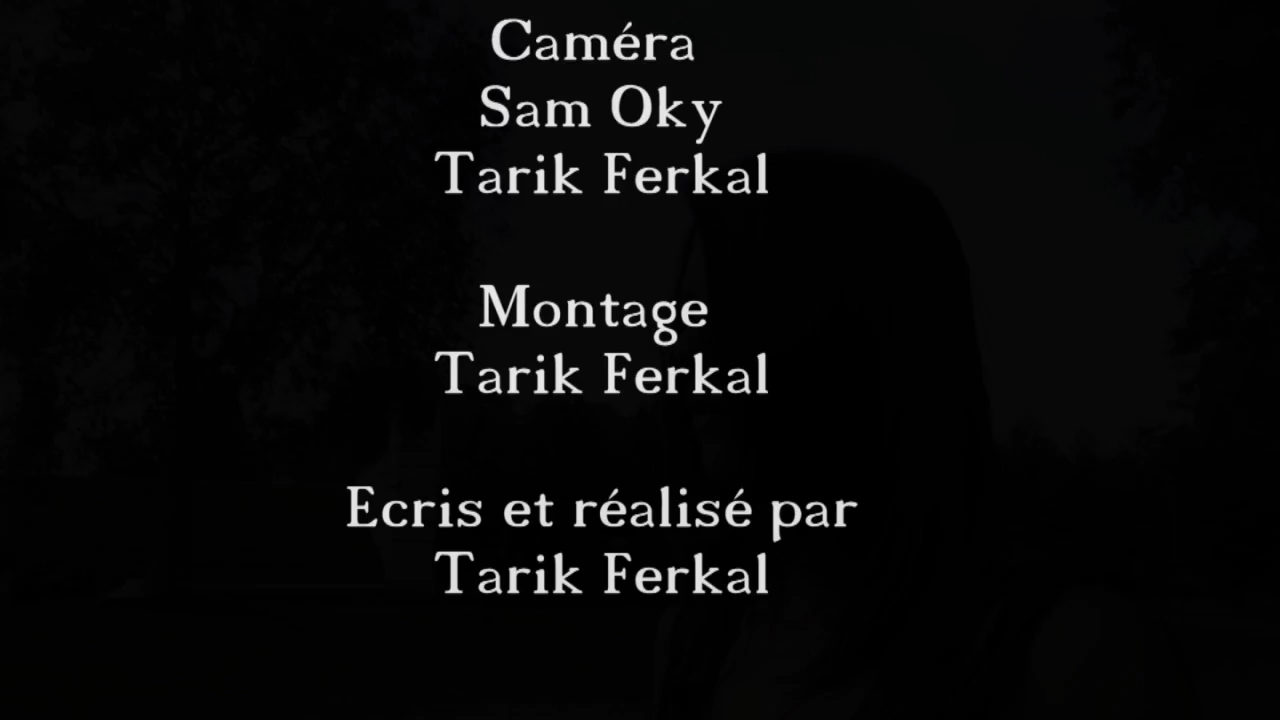 Caméra
Sam Oky
Tarik Ferkal
Montage
Tarik Ferkal
Ecris et réalisé par
Tarik Ferkal